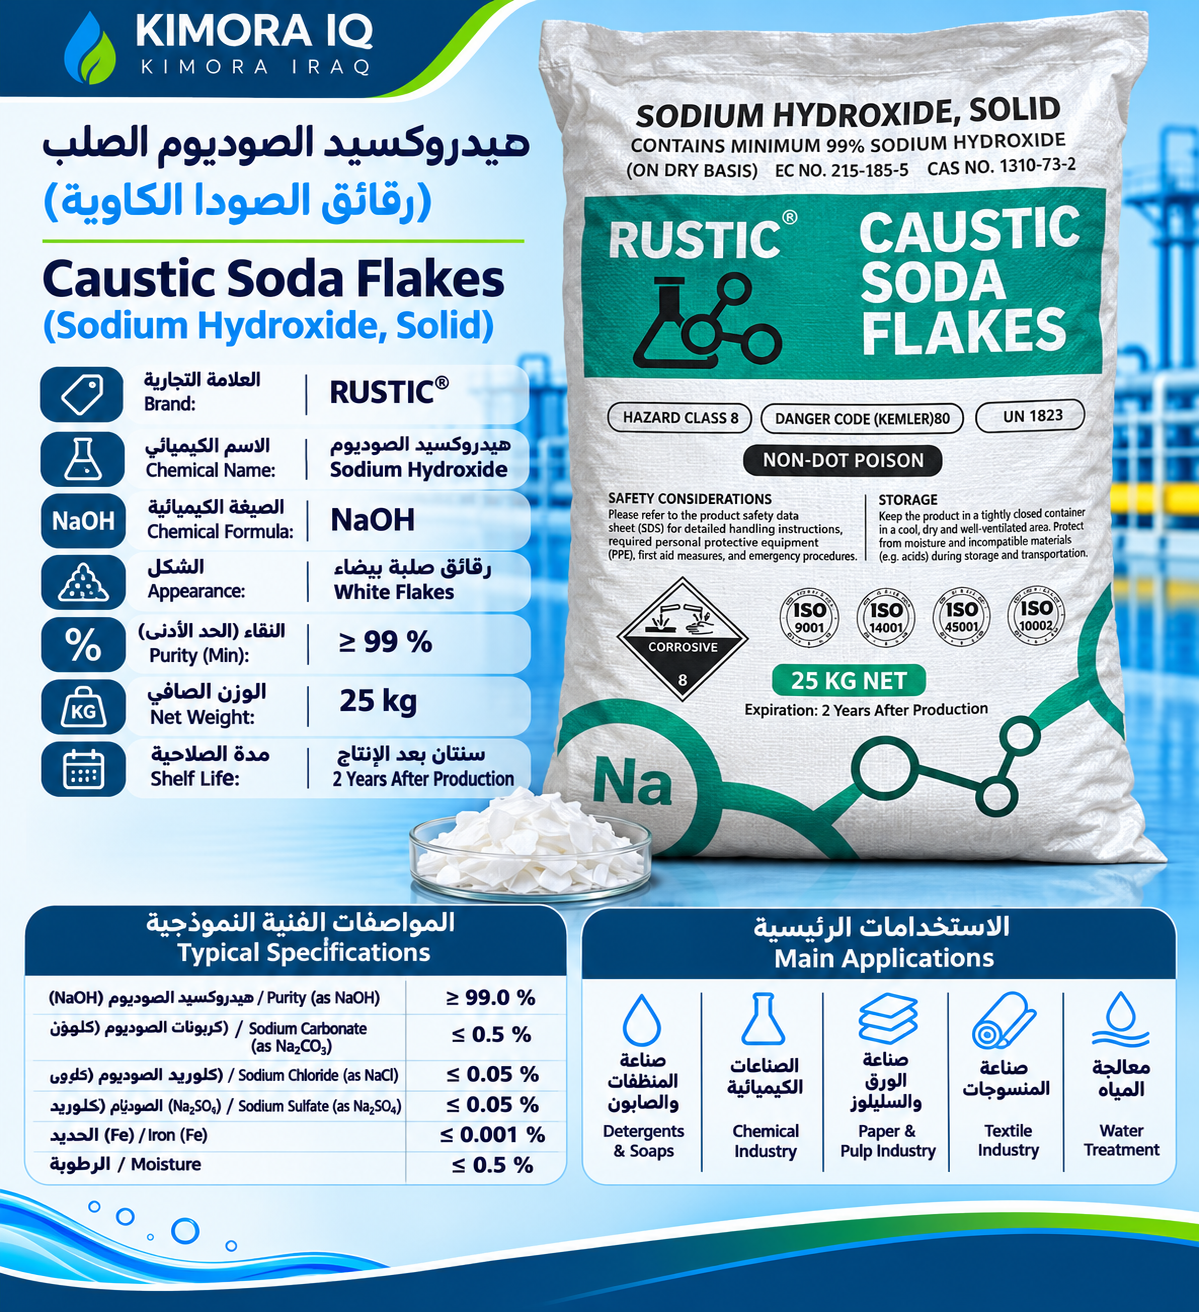 KIMORA IQ
KIMORA IRAQ
هيدروكسيد الصوديوم الصلب
(رقائق الصودا الكاوية)
Caustic Soda Flakes
(Sodium Hydroxide, Solid)
العلامة التجارية
Brand:
RUSTIC®
الاسم الكيميائي
Chemical Name:
هيدروكسيد الصوديوم
Sodium Hydroxide
NaOH
الصيغة الكيميائية
Chemical Formula:
NaOH
الشكل
Appearance:
رقائق صلبة بيضاء
White Flakes
%
النقاء (الحد الأدنى)
Purity (Min):
≥ 99 %
KG
الوزن الصافي
Net Weight:
25 kg
مدة الصلاحية
Shelf Life:
سنتان بعد الإنتاج
2 Years After Production
SODIUM HYDROXIDE, SOLID
CONTAINS MINIMUM 99% SODIUM HYDROXIDE
(ON DRY BASIS) EC NO. 215-185-5 CAS NO. 1310-73-2
RUSTIC®
CAUSTIC
SODA
FLAKES
HAZARD CLASS 8
DANGER CODE (KEMLER)80
UN 1823
NON-DOT POISON
SAFETY CONSIDERATIONS
Please refer to the product safety data
sheet (SDS) for detailed handling instructions,
required personal protective equipment
(PPE), first aid measures, and emergency procedures.
STORAGE
Keep the product in a tightly closed container
in a cool, dry and well-ventilated area. Protect
from moisture and incompatible materials
(e.g. acids) during storage and transportation.
CORROSIVE
8
ISO
9001
ISO
14001
ISO
45001
ISO
10002
25 KG NET
Expiration: 2 Years After Production
Na
المواصفات الفنية النموذجية
Typical Specifications
هيدروكسيد الصوديوم (NaOH) / Purity (as NaOH)
≥ 99.0 %
كربونات الصوديوم / Sodium Carbonate
(as Na₂CO₃)
≤ 0.5 %
كلوريد الصوديوم / Sodium Chloride (as NaCl)
≤ 0.05 %
(Na₂SO₄) / Sodium Sulfate (as Na₂SO₄)
≤ 0.05 %
الحديد (Fe) / Iron (Fe)
≤ 0.001 %
الرطوبة / Moisture
≤ 0.5 %
الاستخدامات الرئيسية
Main Applications
صناعة
المنظفات
والصابون
Detergents
& Soaps
الصناعات
الكيميائية
Chemical
Industry
صناعة
الورق
والسليلوز
Paper &
Pulp Industry
صناعة
المنسوجات
Textile
Industry
معالجة
المياه
Water
Treatment